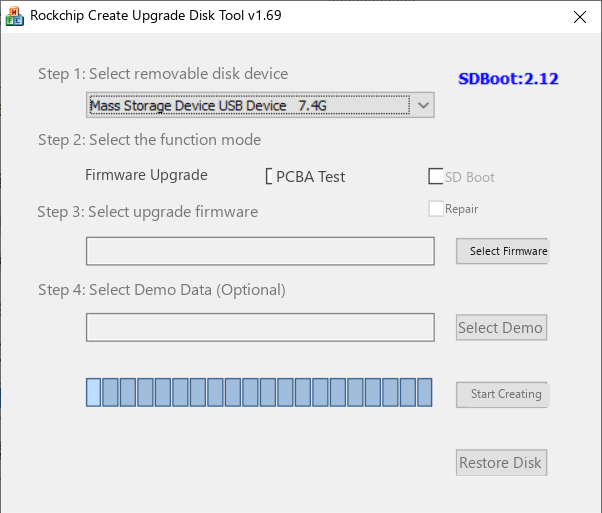 Rockchip Create Upgrade Disk Tool v1.69
Step 1: Select removable disk device
SDBoot:2.12
Mass Storage Device USB Device 7.4G
Step 2: Select the function mode
Firmware Upgrade PCBA Test SD Boot
Step 3: Select upgrade firmware Repair
Select Firmware
Step 4: Select Demo Data (Optional)
Select Demo
Start Creating
Restore Disk